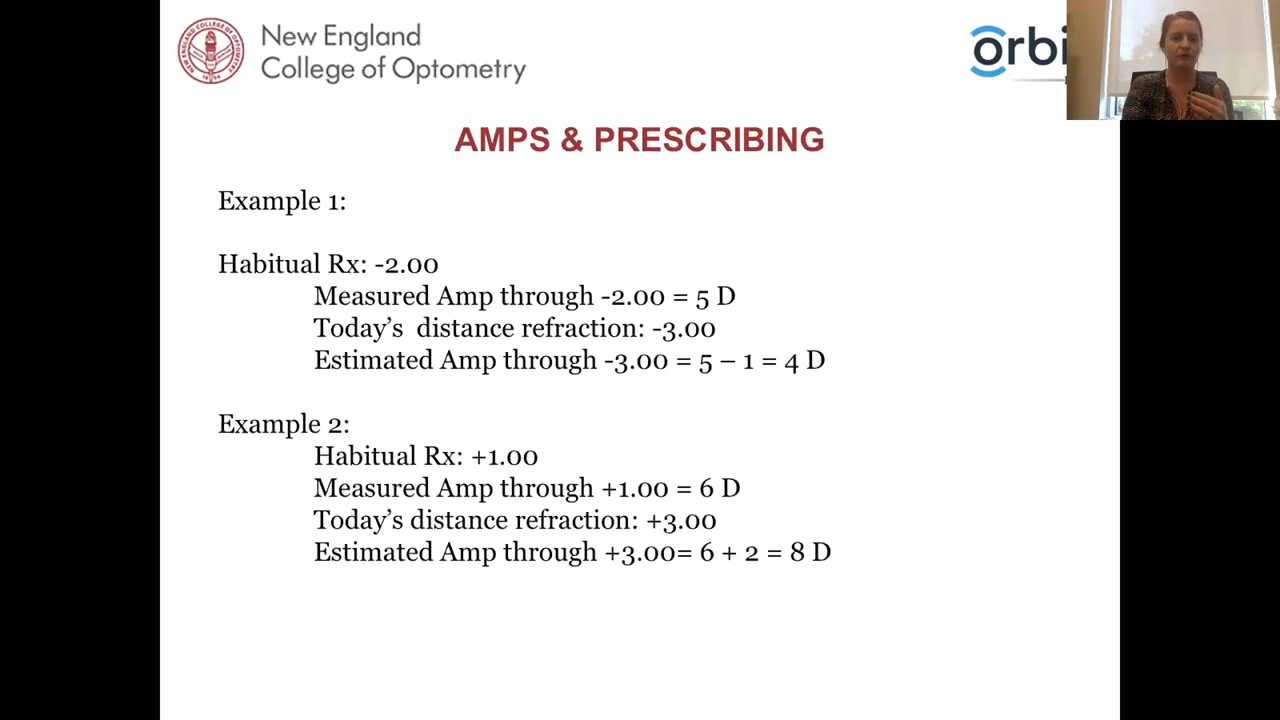 New England
College of Optometry
orbi
AMPS & PRESCRIBING
Example 1:
Habitual Rx: -2.00
Measured Amp through -2.00 = 5 D
Today’s distance refraction: -3.00
Estimated Amp through -3.00 = 5 – 1 = 4 D
Example 2:
Habitual Rx: +1.00
Measured Amp through +1.00 = 6 D
Today’s distance refraction: +3.00
Estimated Amp through +3.00= 6 + 2 = 8 D